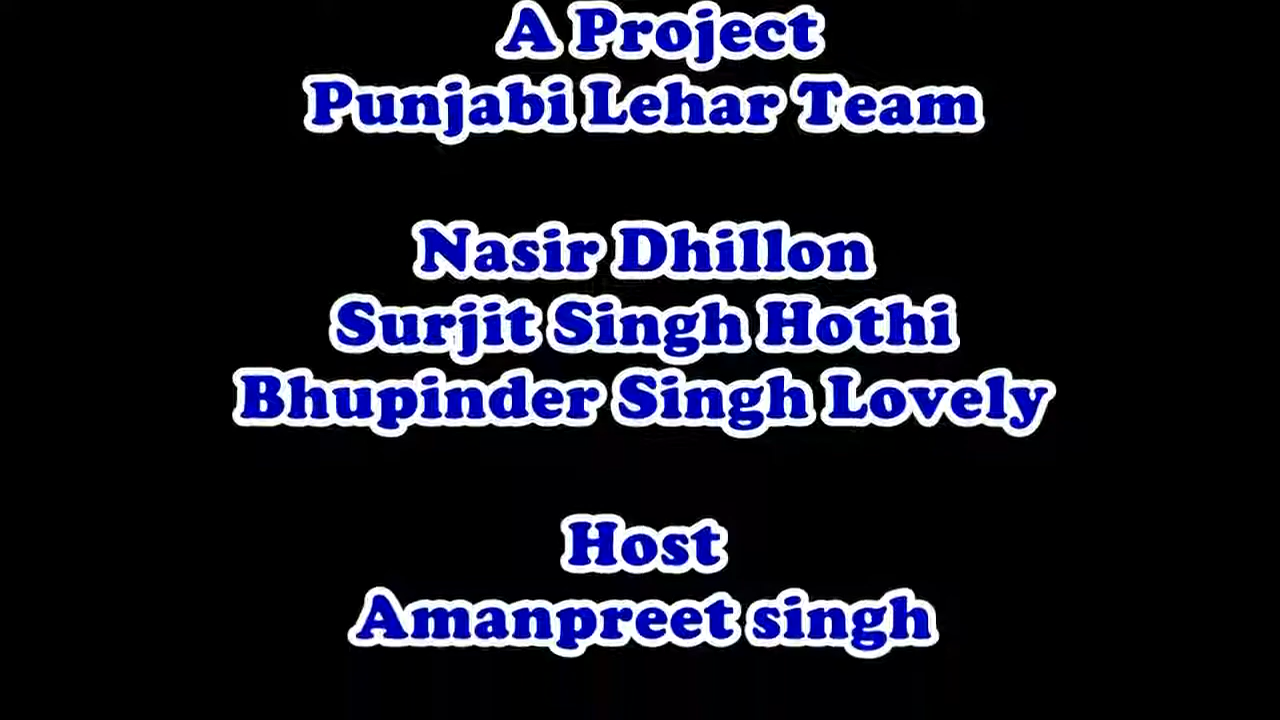 A Project
Punjabi Lehar Team
Nasir Dhillon
Surjit Singh Hothi
Bhupinder Singh Lovely
Host
Amanpreet singh